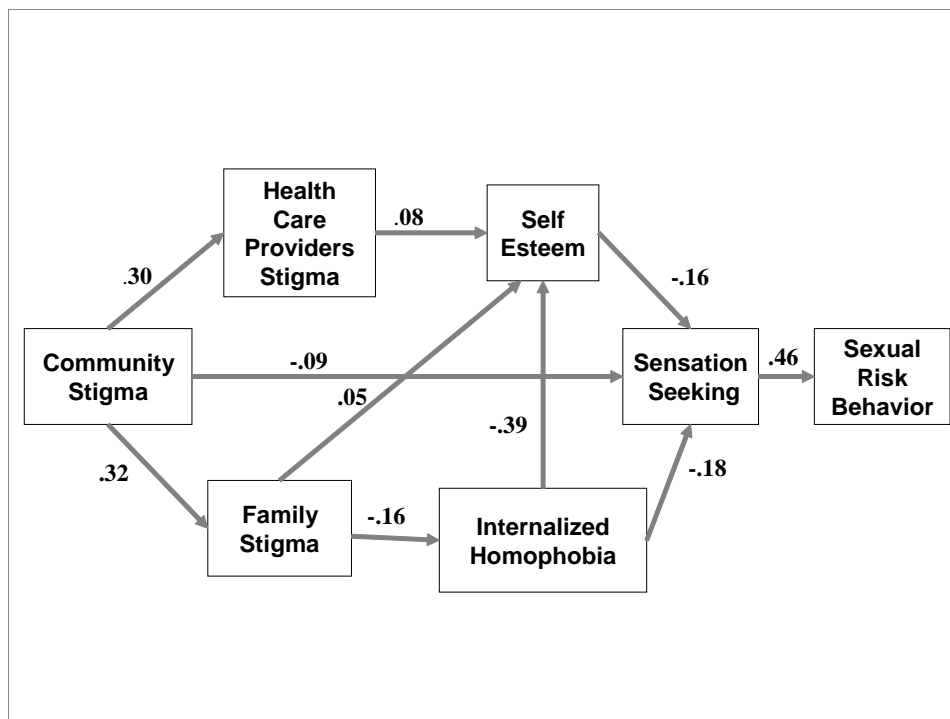 Health
Care
Providers
Stigma
.08
Self
Esteem
.30
-.16
Community
Stigma
-.09
Sensation
Seeking
.46
Sexual
Risk
Behavior
.05
-.39
.32
-.18
Family
Stigma
-.16
Internalized
Homophobia